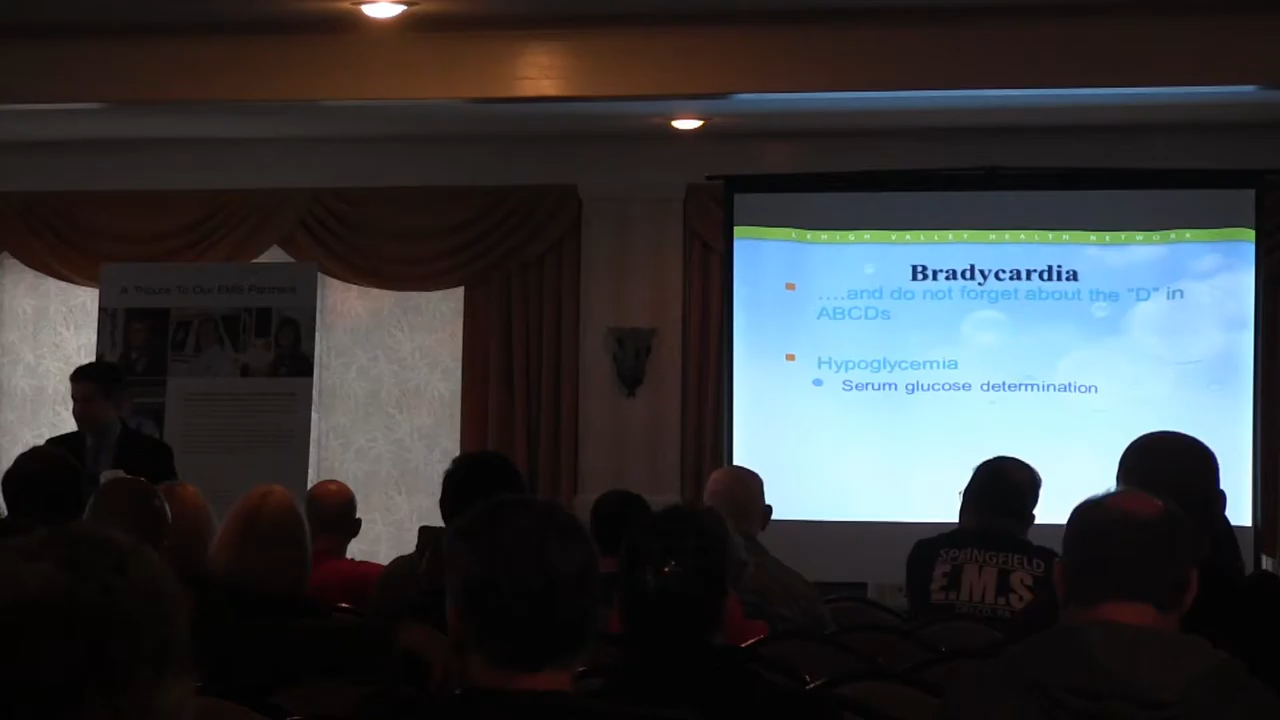 A Tribute To Our EMS Partners
LEHIGH VALLEY HEALTH NETWORK
Bradycardia
....and do not forget about the “D” in
ABCDs
Hypoglycemia
Serum glucose determination
SPRINGFIELD
E.M.S